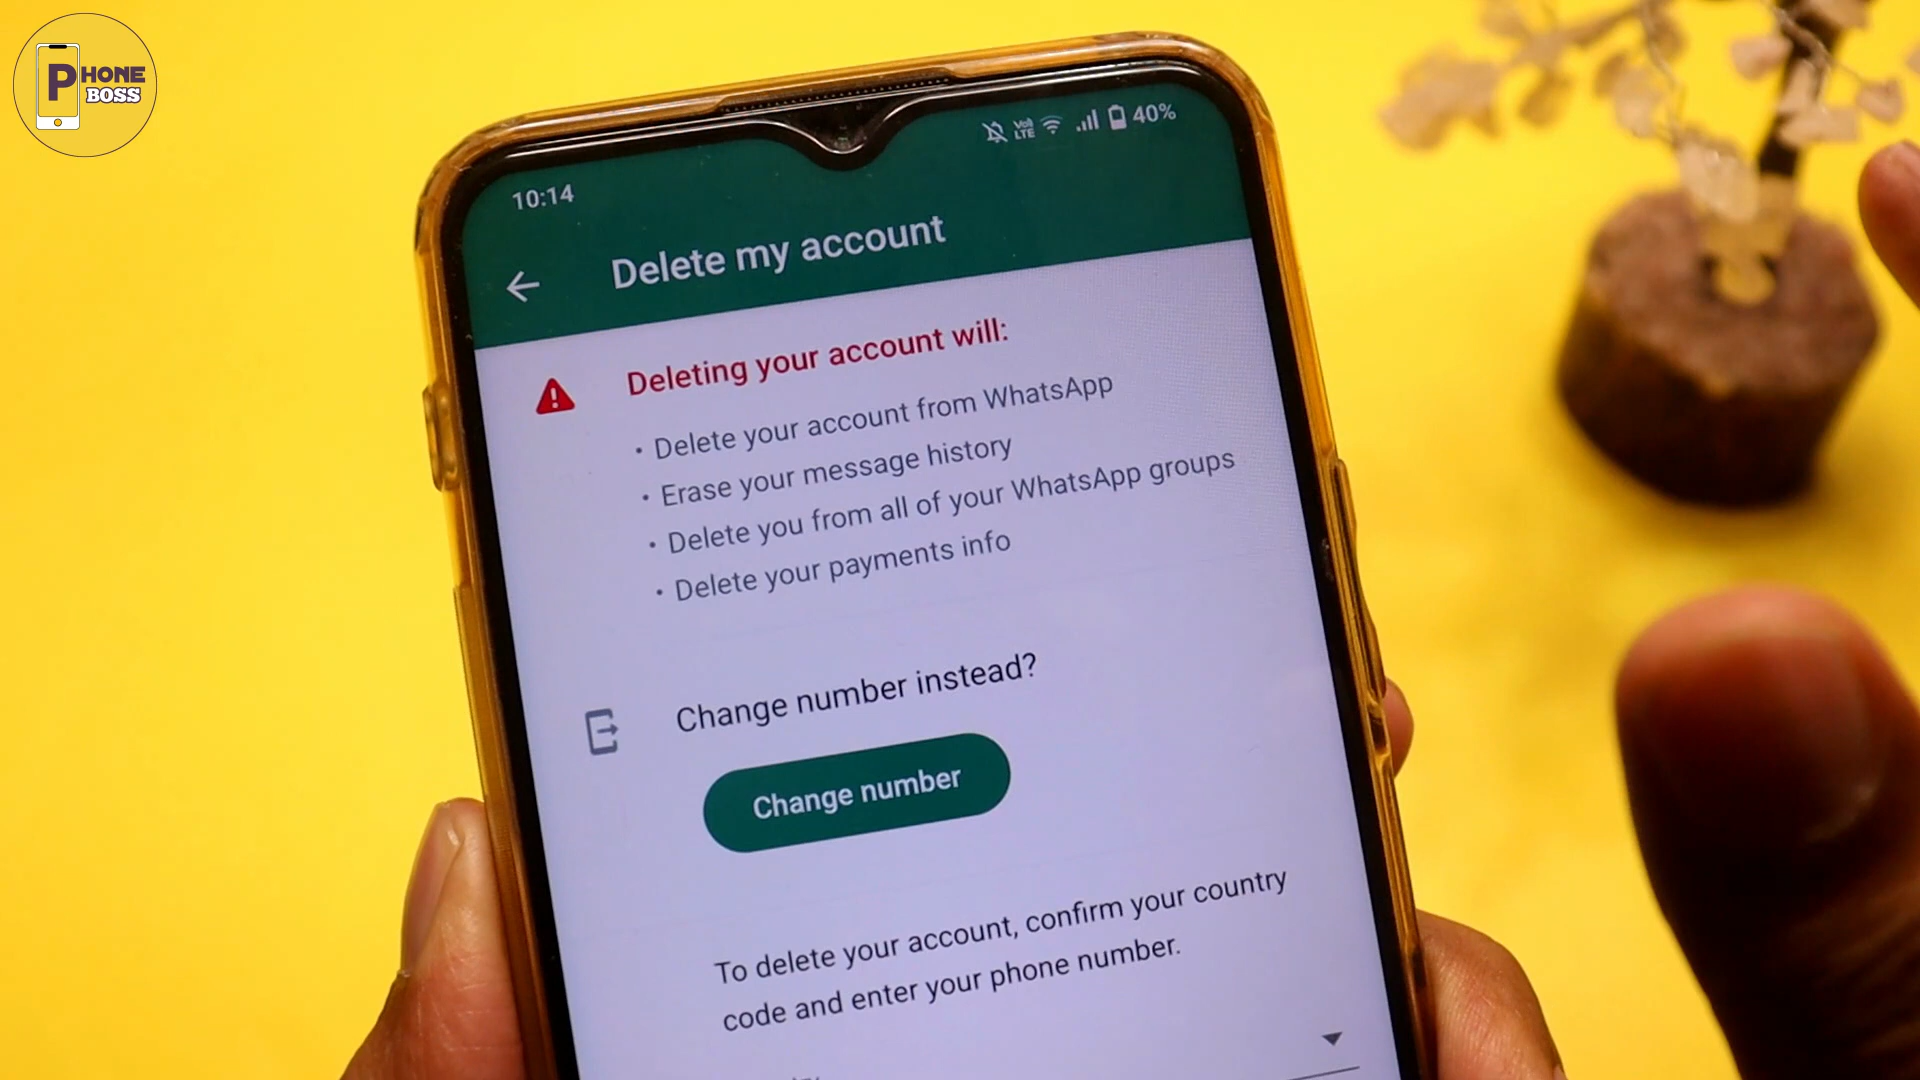 PHONE
BOSS
VoLTE 40%
10:14
Delete my account
Deleting your account will:
• Delete your account from WhatsApp
• Erase your message history
• Delete you from all of your WhatsApp groups
• Delete your payments info
Change number instead?
Change number
To delete your account, confirm your country
code and enter your phone number.